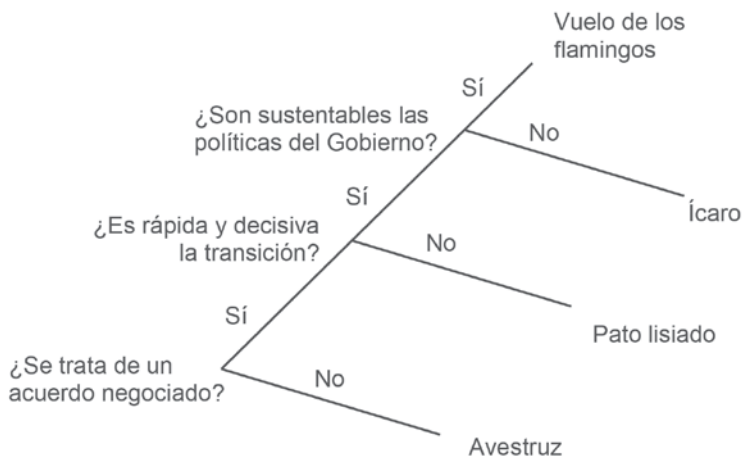 Vuelo de los
flamingos
Sí
¿Son sustentables las
políticas del Gobierno?
No
Sí
Ícaro
¿Es rápida y decisiva
la transición?
No
Sí
Pato lisiado
¿Se trata de un
acuerdo negociado?
No
Avestruz